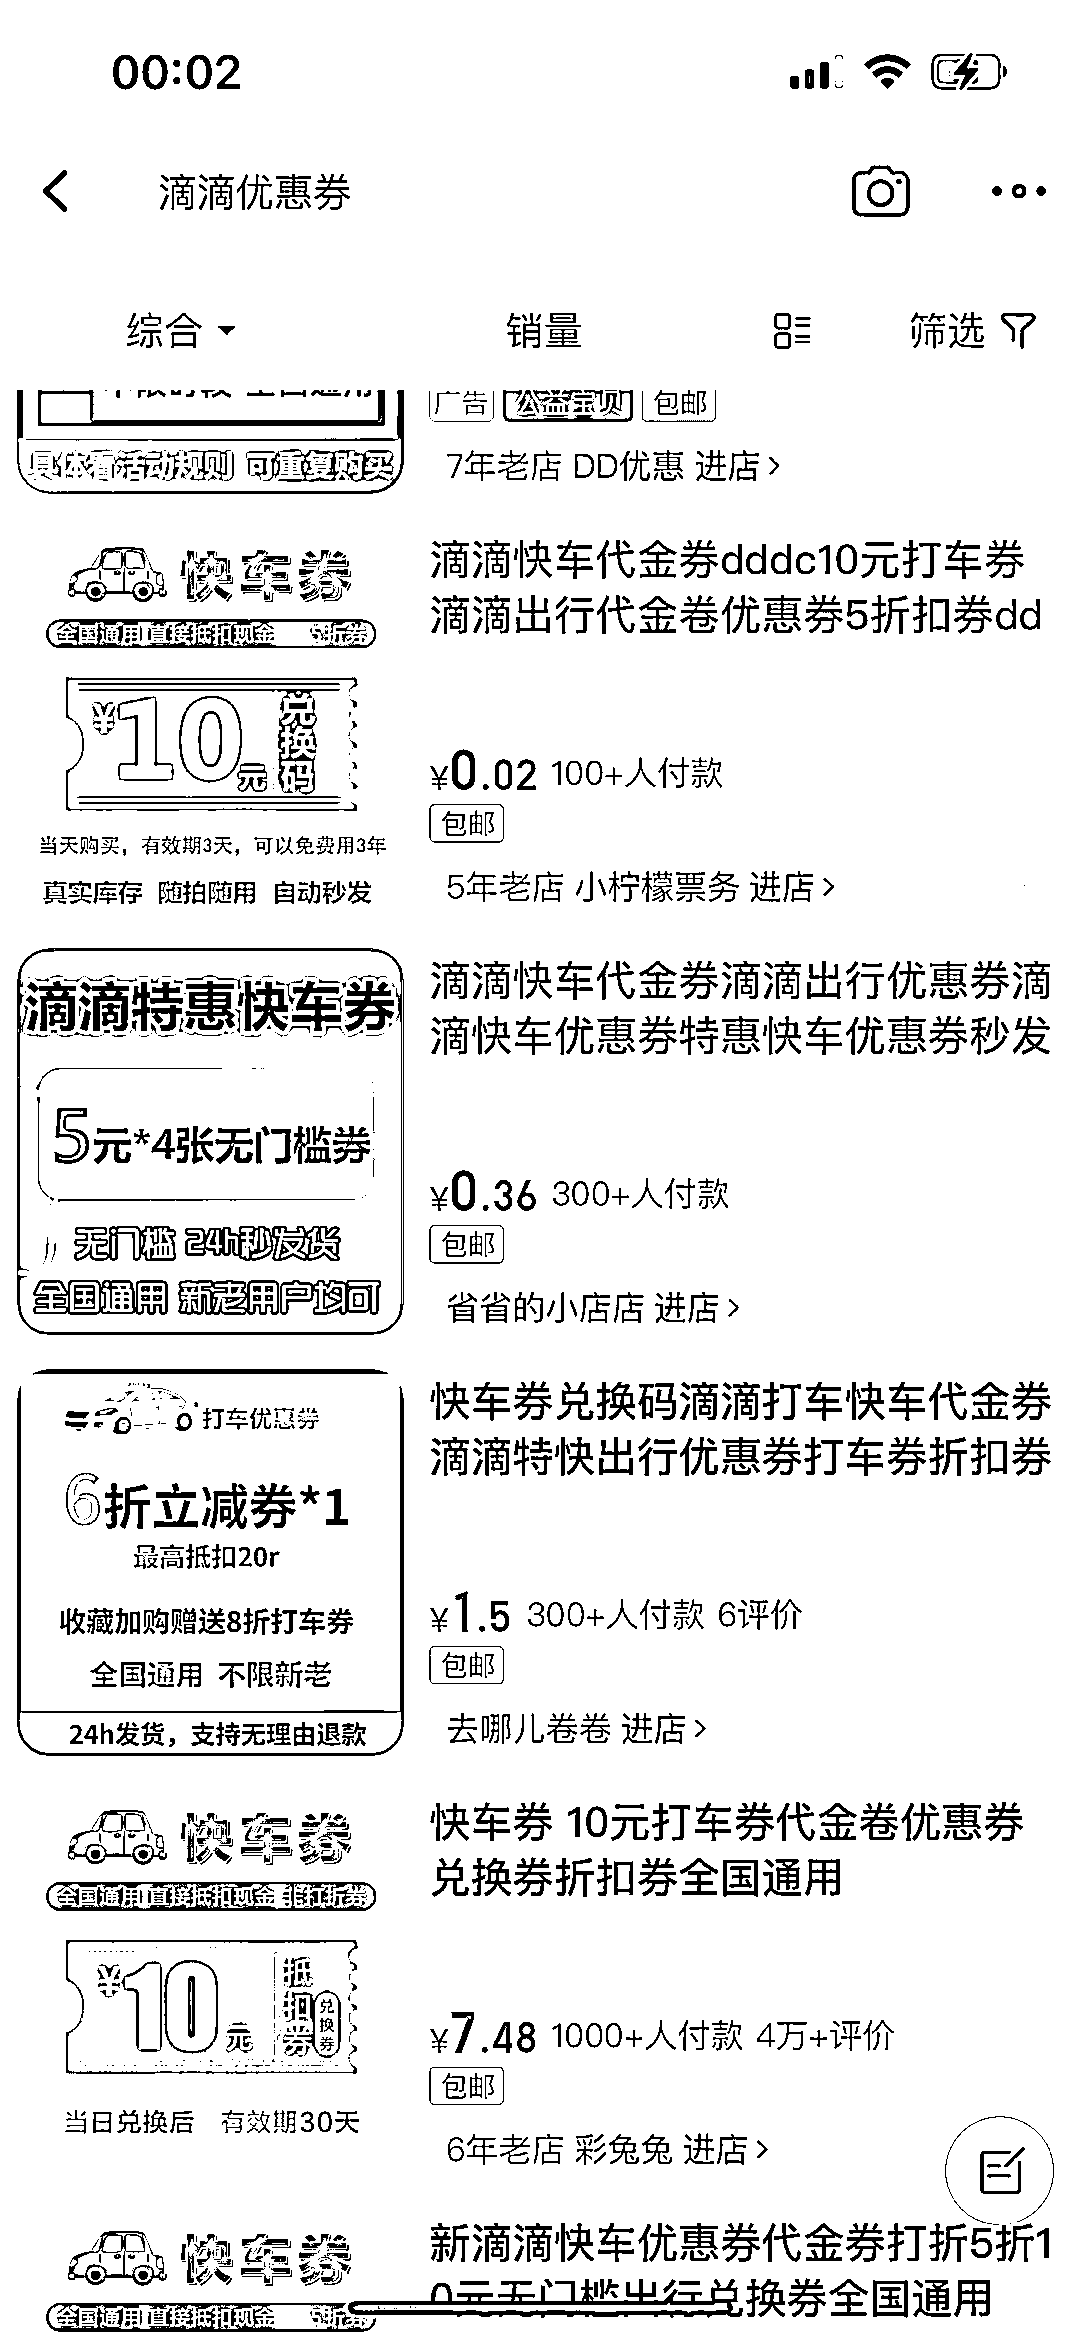 00:02
滴滴优惠券
综合
销量
筛选
不限时段 全国通用
具体看活动规则 可重复购买
广告 公益宝贝 包邮
7年老店 DD优惠 进店
快车券
全国通用 直接抵扣现金 5折券
¥10元兑换码
当天购买，有效期3天，可以免费用3年
真实库存 随拍随用 自动秒发
滴滴快车代金券dddc10元打车券
滴滴出行代金卷优惠券5折扣券dd
¥0.02 100+人付款
包邮
5年老店 小柠檬票务 进店
滴滴特惠快车券
5元*4张无门槛券
无门槛 24h秒发货
全国通用 新老用户均可
滴滴快车代金券滴滴出行优惠券滴
滴快车优惠券特惠快车优惠券秒发
¥0.36 300+人付款
包邮
省省的小店店 进店
打车优惠券
6折立减券*1
最高抵扣20r
收藏加购赠送8折打车券
全国通用 不限新老
24h发货，支持无理由退款
快车券兑换码滴滴打车快车代金券
滴滴特快出行优惠券打车券折扣券
¥1.5 300+人付款 6评价
包邮
去哪儿卷卷 进店
快车券
全国通用 直接抵扣现金 非打折券
¥10元 抵扣券 兑换券
当日兑换后 有效期30天
快车券 10元打车券代金卷优惠券
兑换券折扣券全国通用
¥7.48 1000+人付款 4万+评价
包邮
6年老店 彩兔兔 进店
快车券
全国通用 直接抵扣现金 5折券
新滴滴快车优惠券代金券打折5折1
0元无门槛出行兑换券全国通用